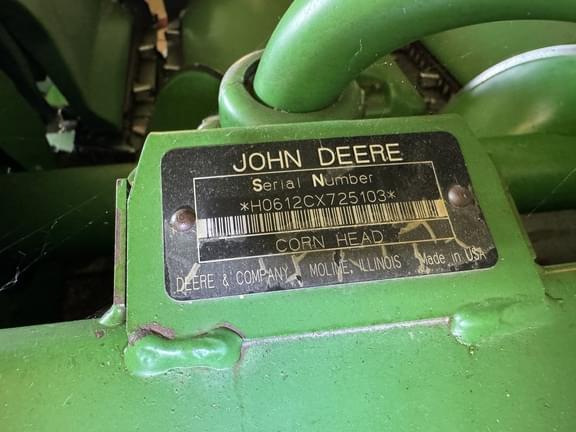 JOHN DEERE
Serial Number
*H0612CX725103*
CORN HEAD
DEERE & COMPANY MOLINE, ILLINOIS Made in USA